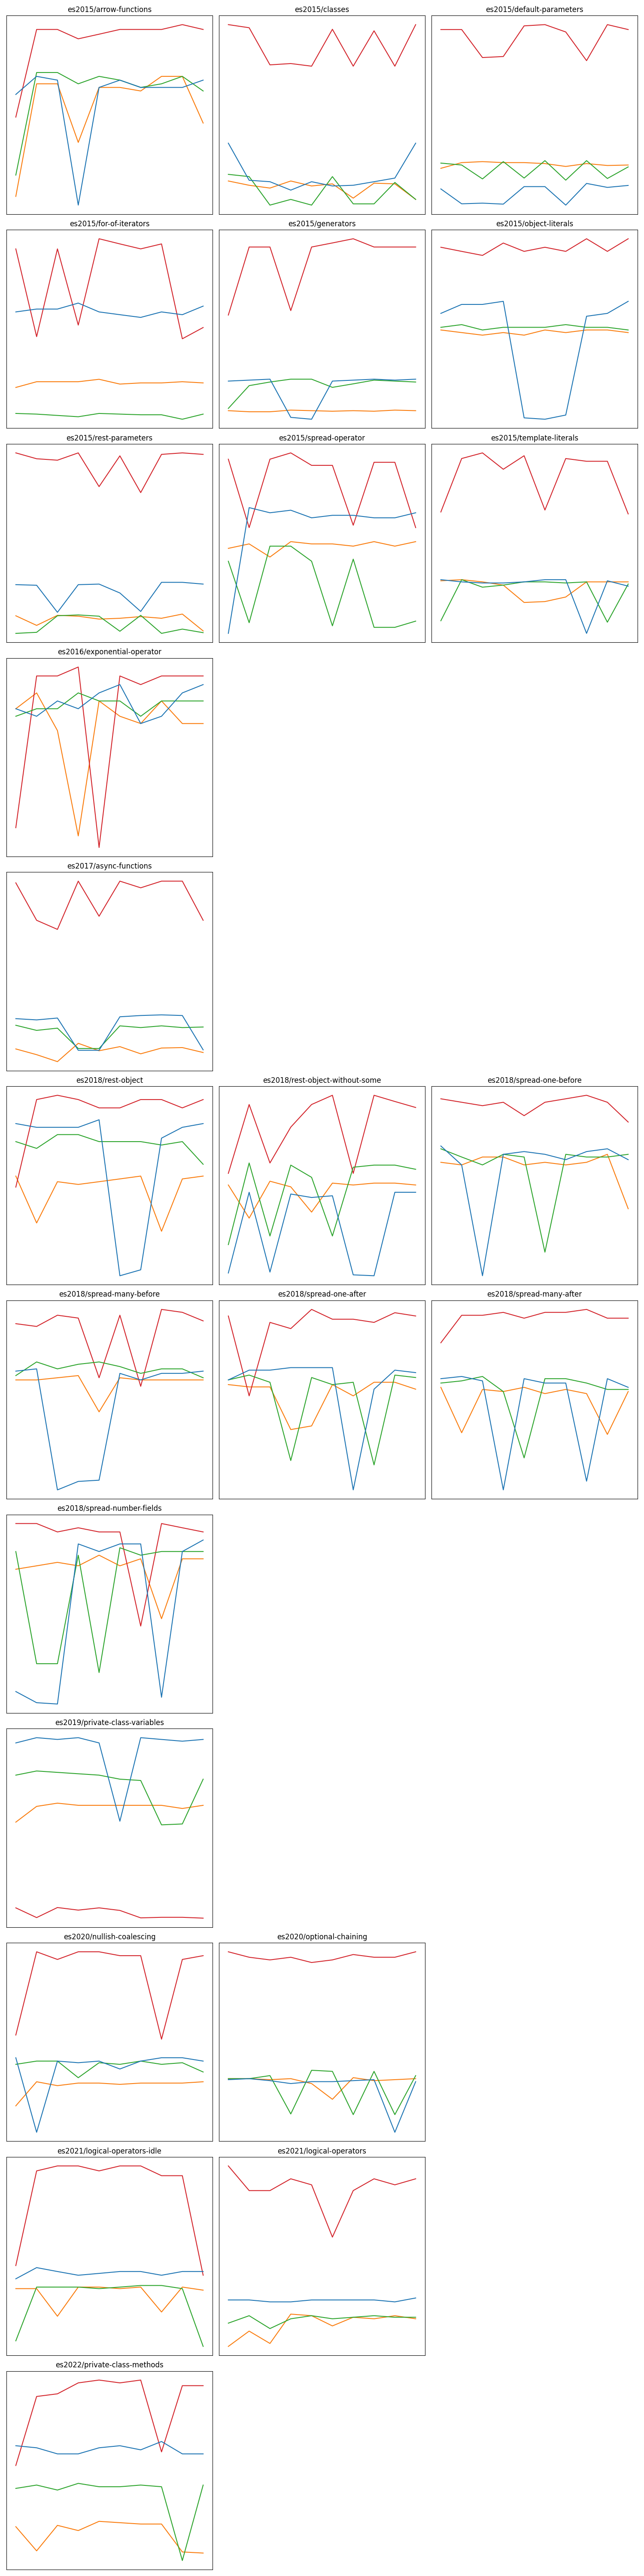 es2015/arrow-functions
es2015/classes
es2015/default-parameters
es2015/for-of-iterators
es2015/generators
es2015/object-literals
es2015/rest-parameters
es2015/spread-operator
es2015/template-literals
es2016/exponential-operator
es2017/async-functions
es2018/rest-object
es2018/rest-object-without-some
es2018/spread-one-before
es2018/spread-many-before
es2018/spread-one-after
es2018/spread-many-after
es2018/spread-number-fields
es2019/private-class-variables
es2020/nullish-coalescing
es2020/optional-chaining
es2021/logical-operators-idle
es2021/logical-operators
es2022/private-class-methods